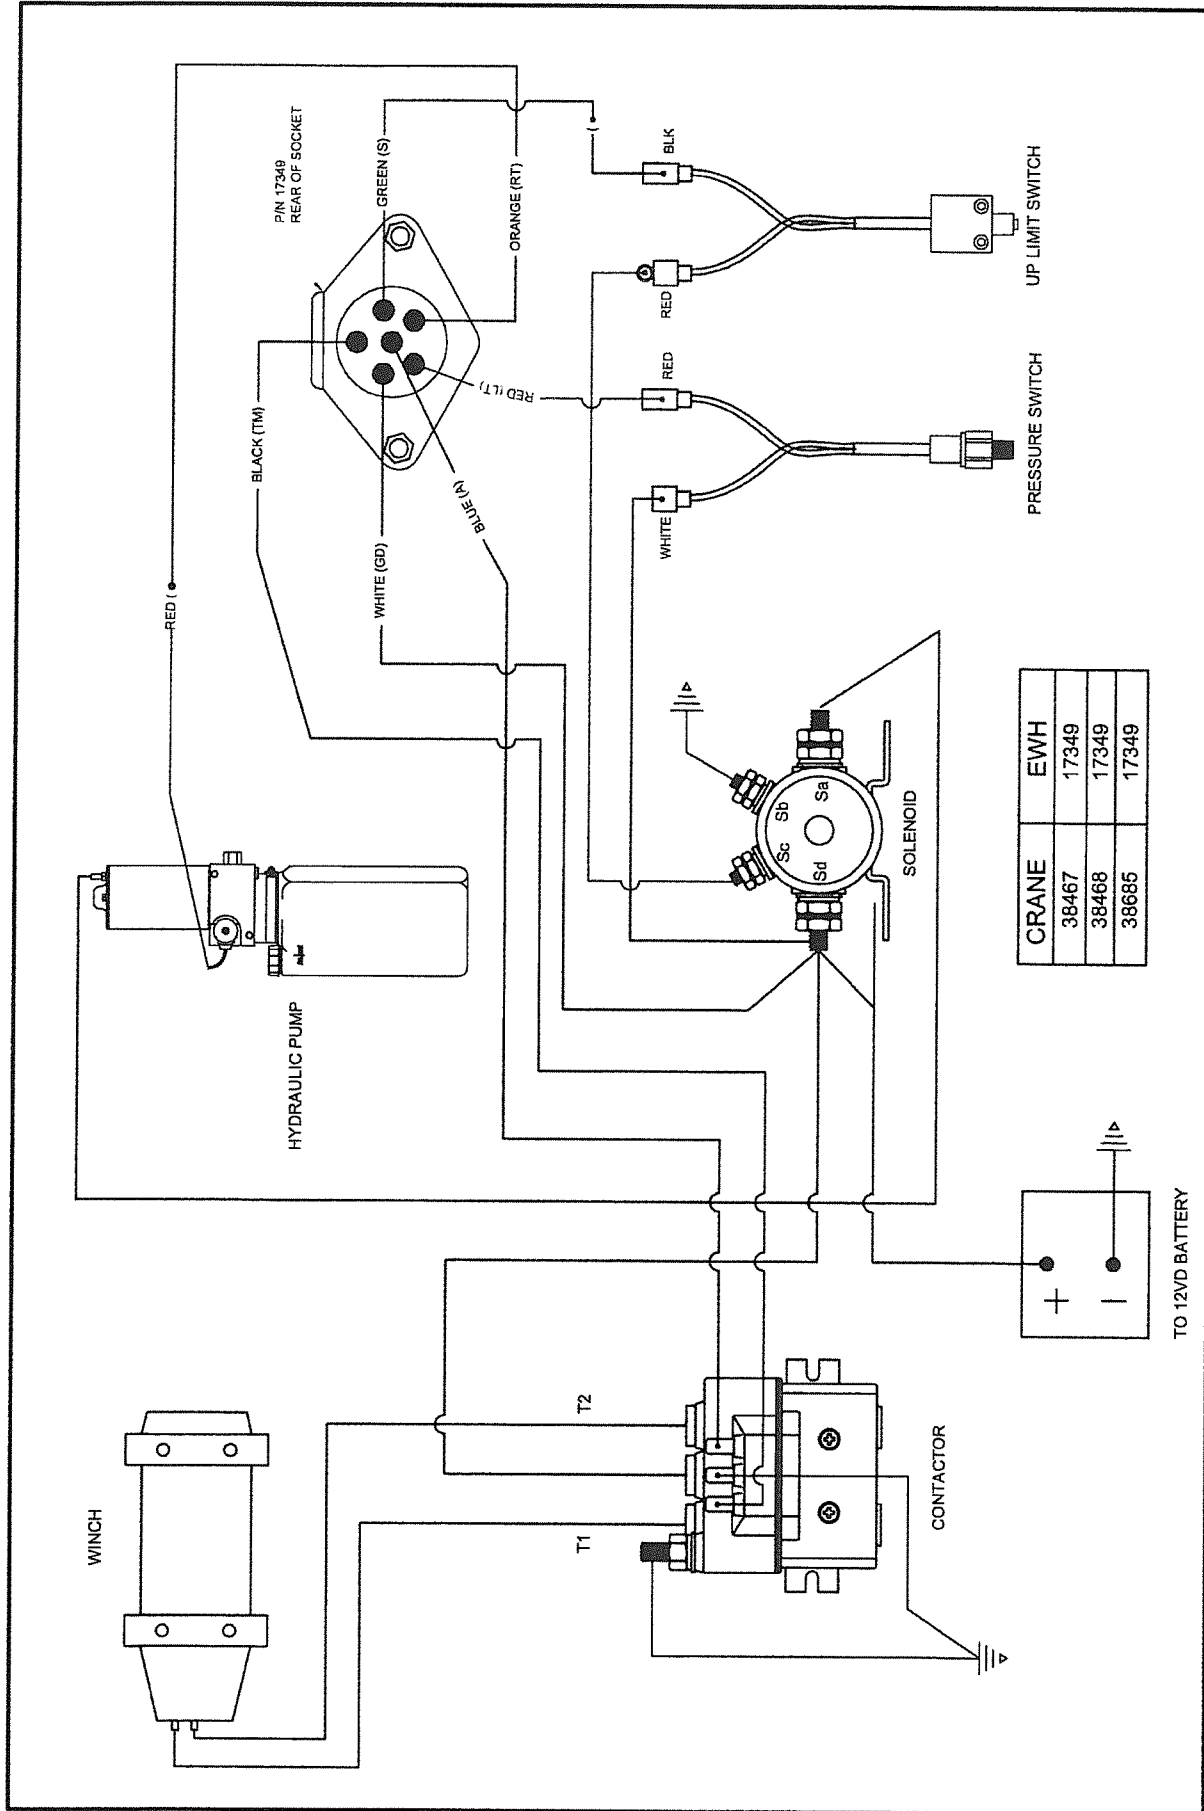 P/N 17349
REAR OF SOCKET
GREEN (S)
ORANGE (RT)
BLACK (TM)
RED (LT)
BLUE (A)
WHITE (GD)
RED (
(
BLK
RED
UP LIMIT SWITCH
RED
WHITE
PRESSURE SWITCH
HYDRAULIC PUMP
Sa
Sb
Sc
Sd
SOLENOID
CRANE EWH
38467 17349
38468 17349
38685 17349
WINCH
T2
T1
CONTACTOR
+
−
TO 12VD BATTERY